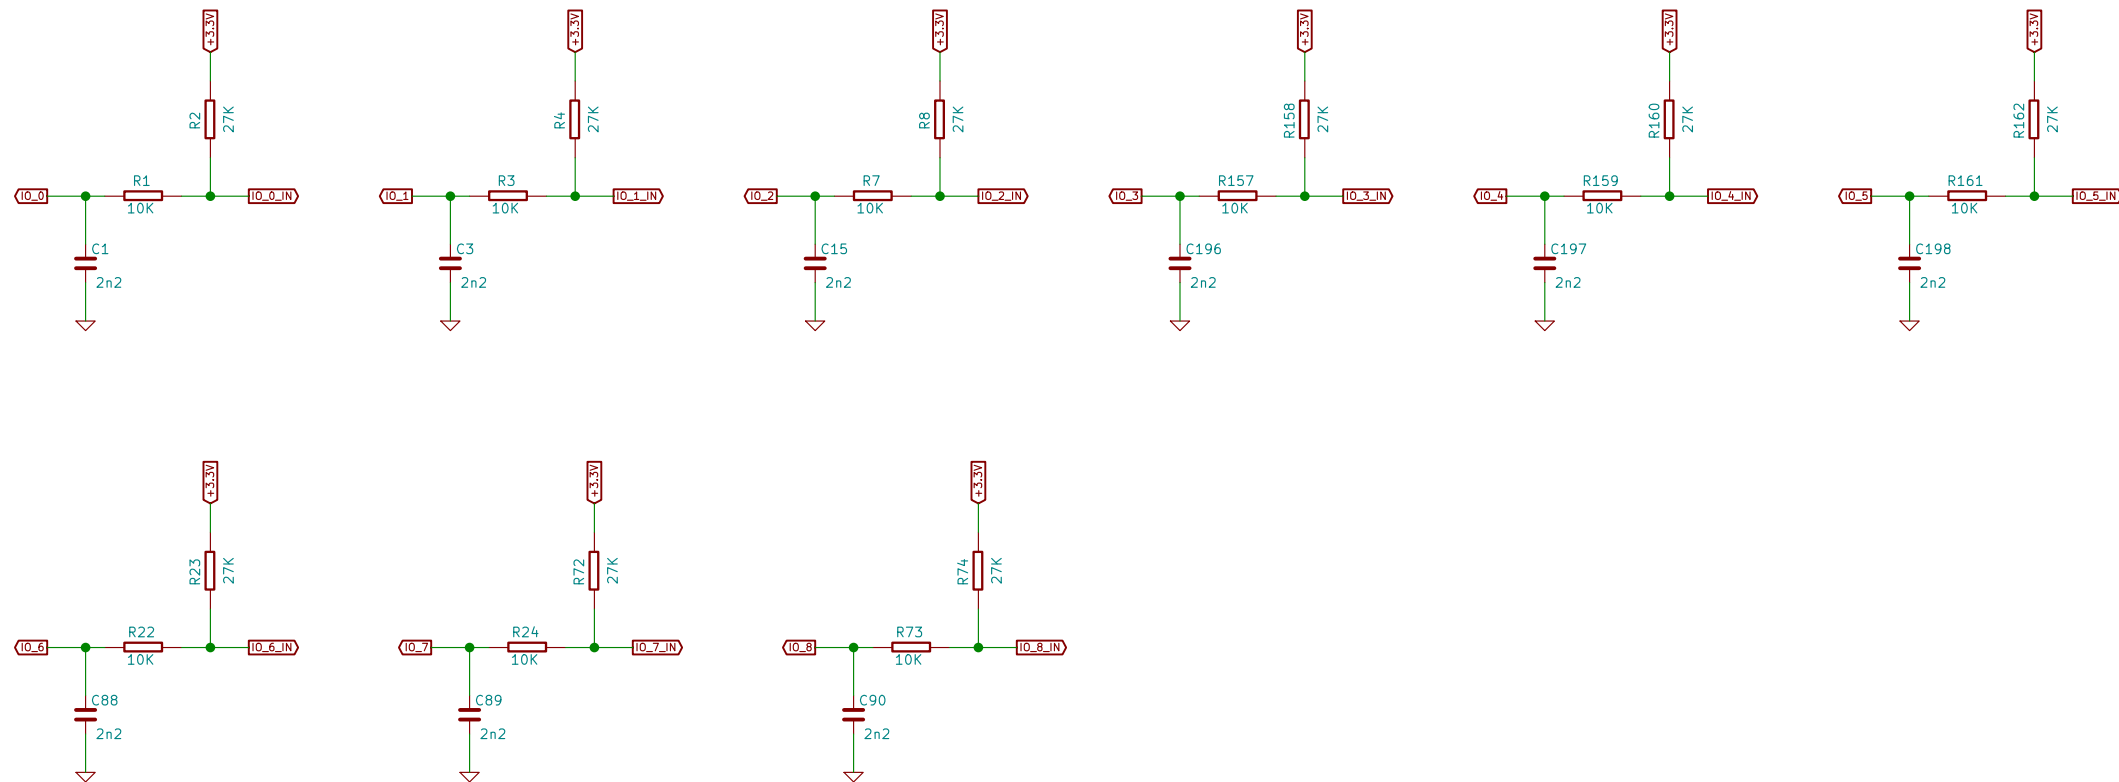 +3.3V
R2
27K
IO_0
R1
10K
IO_0_IN
C1
2n2
+3.3V
R4
27K
IO_1
R3
10K
IO_1_IN
C3
2n2
+3.3V
R8
27K
IO_2
R7
10K
IO_2_IN
C15
2n2
+3.3V
R158
27K
IO_3
R157
10K
IO_3_IN
C196
2n2
+3.3V
R160
27K
IO_4
R159
10K
IO_4_IN
C197
2n2
+3.3V
R162
27K
IO_5
R161
10K
IO_5_IN
C198
2n2
+3.3V
R23
27K
IO_6
R22
10K
IO_6_IN
C88
2n2
+3.3V
R72
27K
IO_7
R24
10K
IO_7_IN
C89
2n2
+3.3V
R74
27K
IO_8
R73
10K
IO_8_IN
C90
2n2